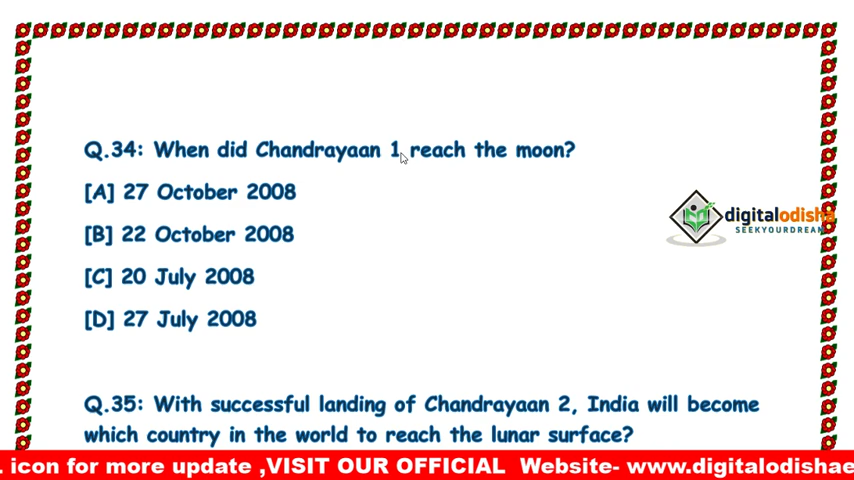 Q.34: When did Chandrayaan 1 reach the moon?
[A] 27 October 2008
[B] 22 October 2008
[C] 20 July 2008
[D] 27 July 2008
digitalodisha
SEEKYOURDREAM
Q.35: With successful landing of Chandrayaan 2, India will become
which country in the world to reach the lunar surface?
icon for more update ,VISIT OUR OFFICIAL Website- www.digitalodishae